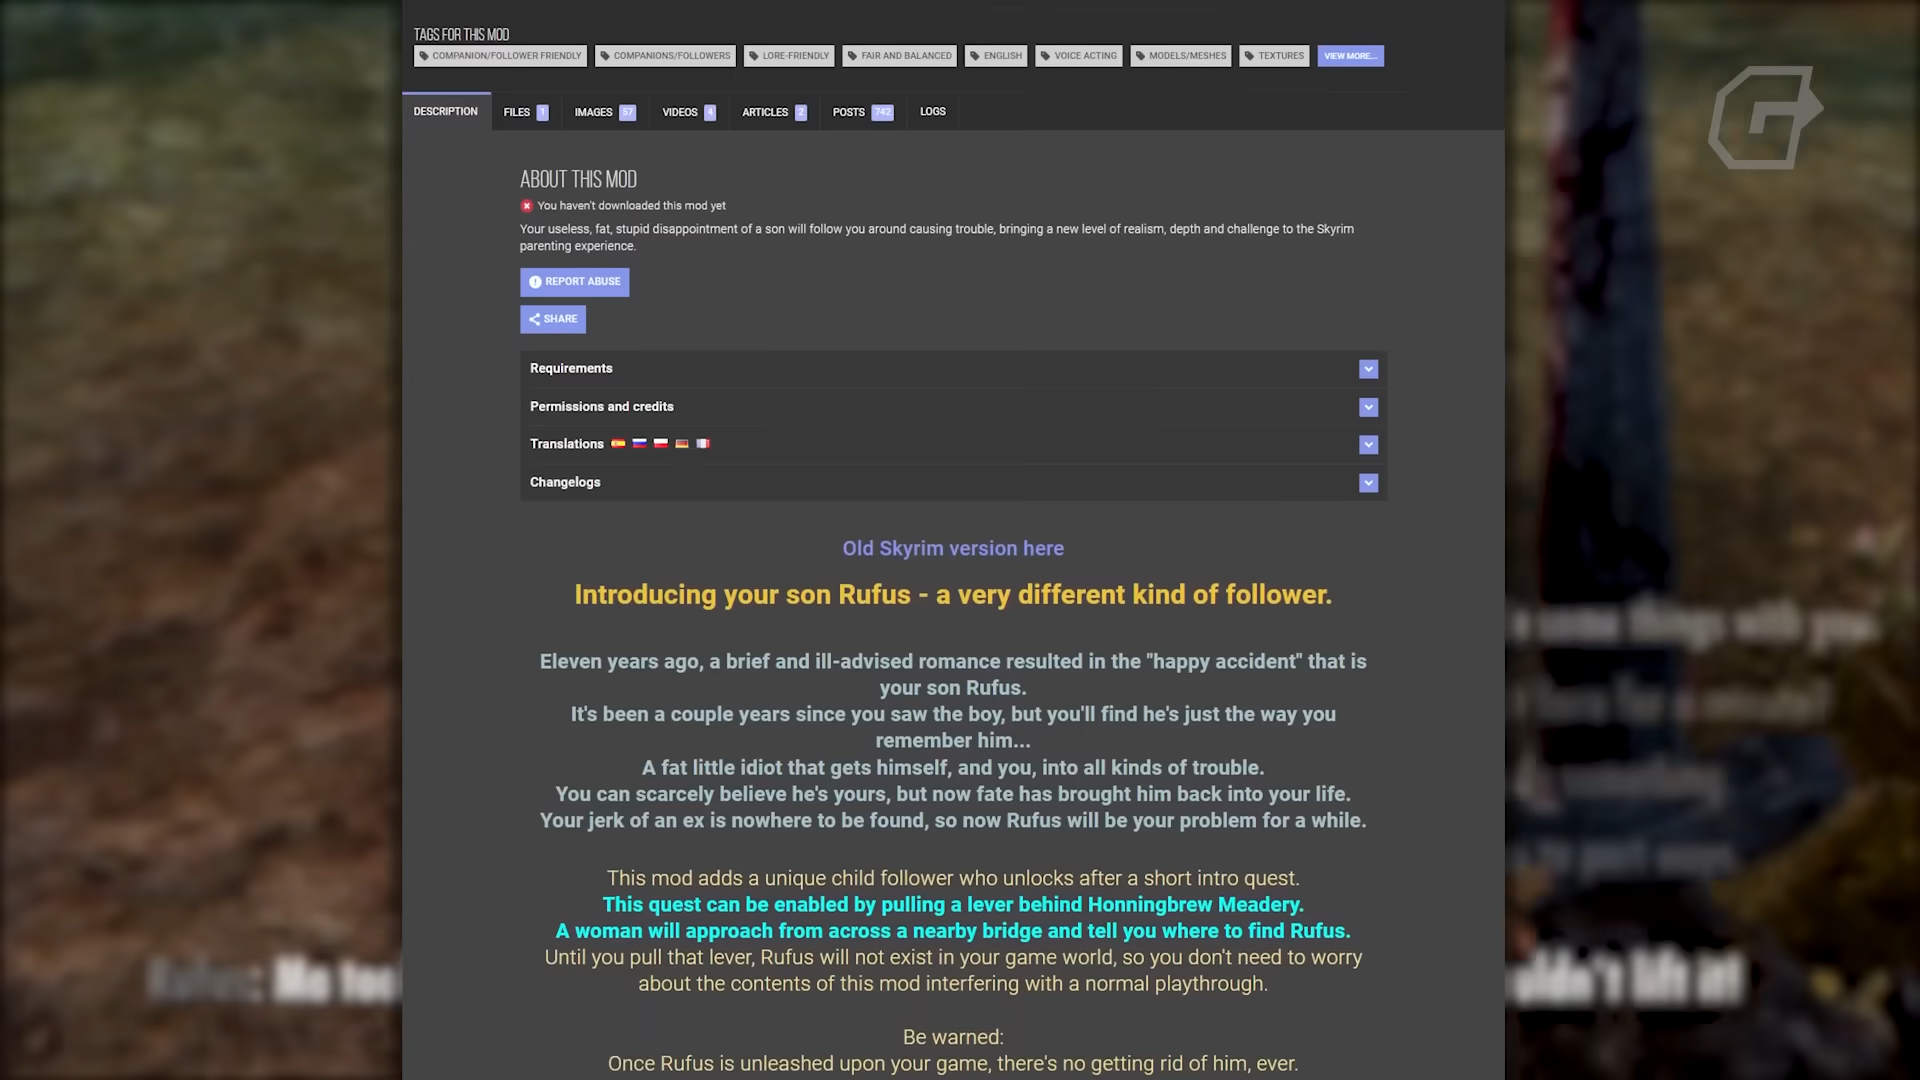 TAGS FOR THIS MOD
COMPANION/FOLLOWER FRIENDLY
COMPANIONS/FOLLOWERS
LORE-FRIENDLY
FAIR AND BALANCED
ENGLISH
VOICE ACTING
MODELS/MESHES
TEXTURES
VIEW MORE...
DESCRIPTION
FILES 1
IMAGES 57
VIDEOS 4
ARTICLES 2
POSTS 742
LOGS
ABOUT THIS MOD
You haven't downloaded this mod yet
Your useless, fat, stupid disappointment of a son will follow you around causing trouble, bringing a new level of realism, depth and challenge to the Skyrim
parenting experience.
REPORT ABUSE
SHARE
Requirements
Permissions and credits
Translations
Changelogs
Old Skyrim version here
Introducing your son Rufus - a very different kind of follower.
Eleven years ago, a brief and ill-advised romance resulted in the "happy accident" that is
your son Rufus.
It's been a couple years since you saw the boy, but you'll find he's just the way you
remember him...
A fat little idiot that gets himself, and you, into all kinds of trouble.
You can scarcely believe he's yours, but now fate has brought him back into your life.
Your jerk of an ex is nowhere to be found, so now Rufus will be your problem for a while.
This mod adds a unique child follower who unlocks after a short intro quest.
This quest can be enabled by pulling a lever behind Honningbrew Meadery.
A woman will approach from across a nearby bridge and tell you where to find Rufus.
Until you pull that lever, Rufus will not exist in your game world, so you don't need to worry
about the contents of this mod interfering with a normal playthrough.
Be warned:
Once Rufus is unleashed upon your game, there's no getting rid of him, ever.
some things with you.
Rufus: Me
lift it!